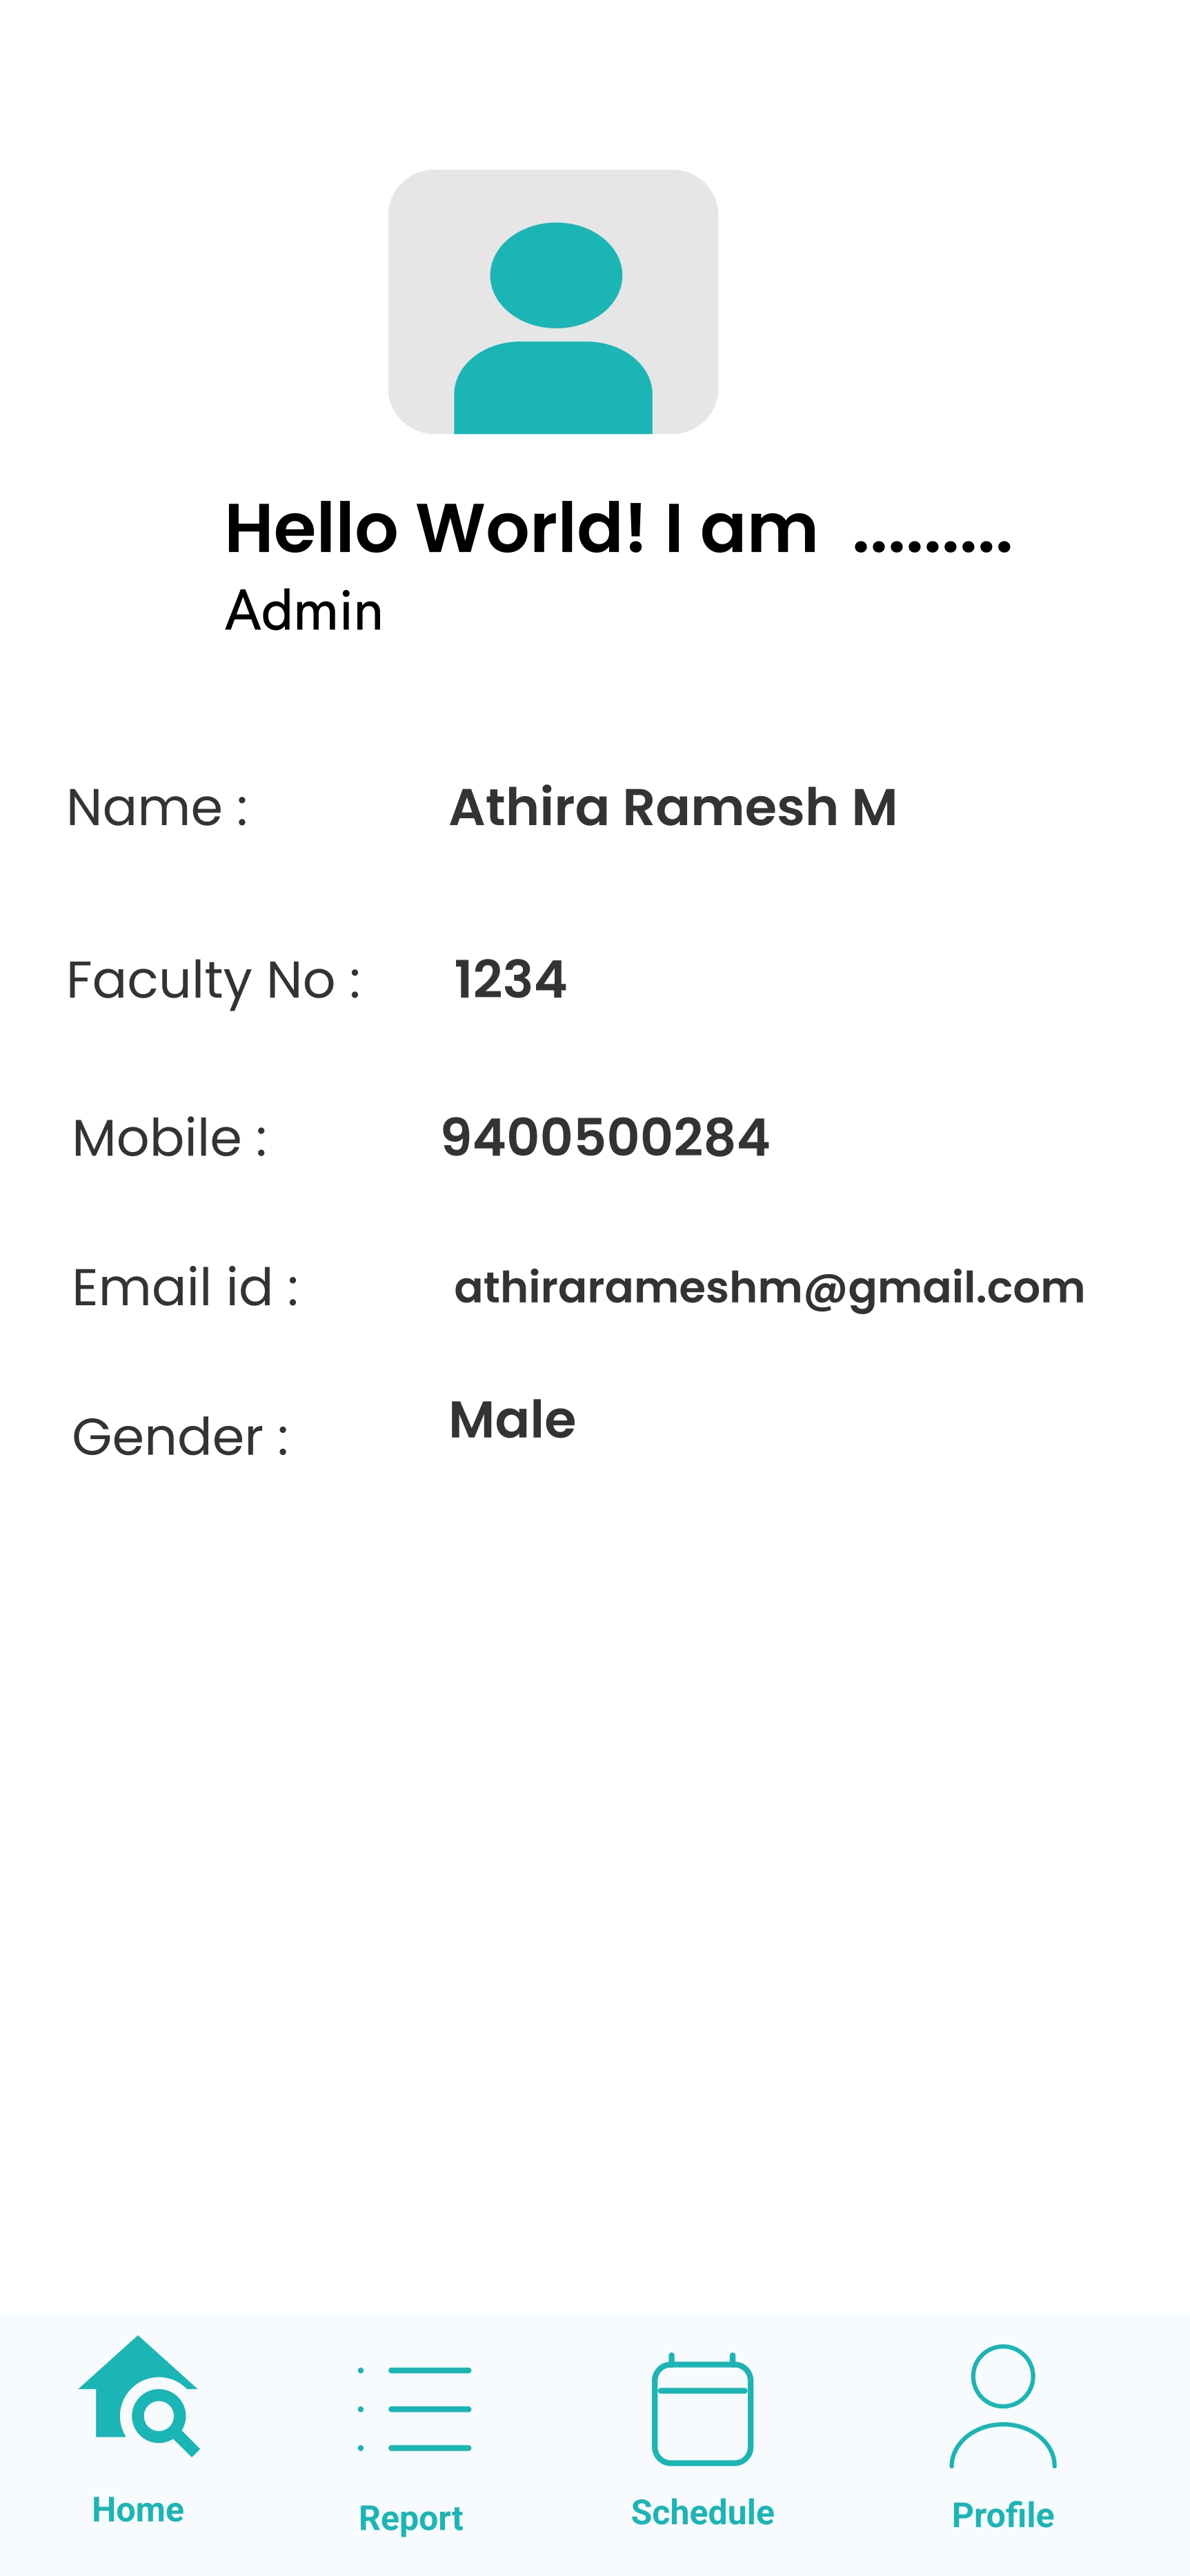 Hello World! I am .........
Admin
Name : Athira Ramesh M
Faculty No : 1234
Mobile : 9400500284
Email id : athirarameshm@gmail.com
Gender : Male
Home Report Schedule Profile